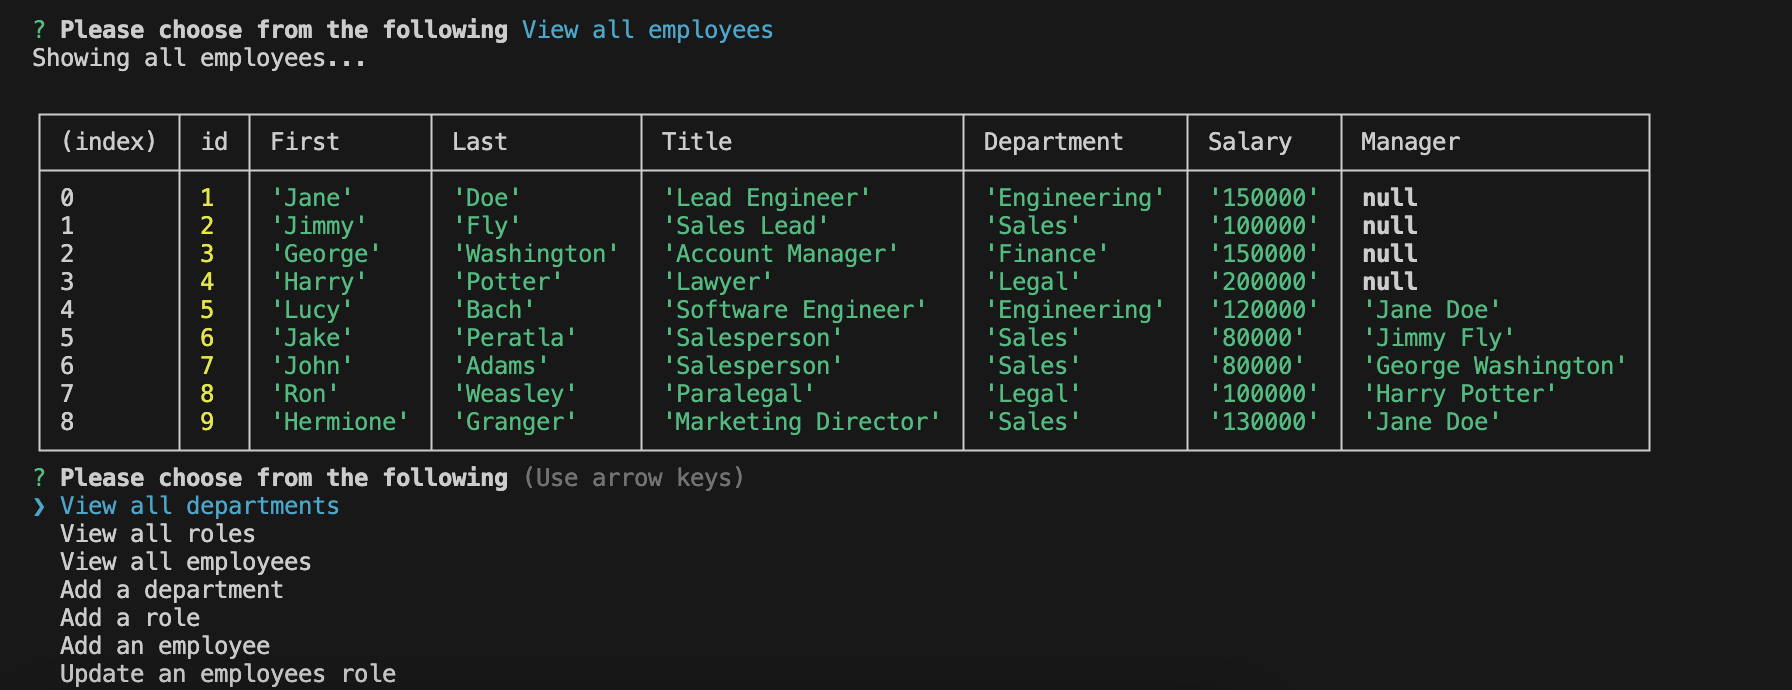 ? Please choose from the following View all employees
Showing all employees...
(index) id First Last Title Department Salary Manager
0 1 'Jane' 'Doe' 'Lead Engineer' 'Engineering' '150000' null
1 2 'Jimmy' 'Fly' 'Sales Lead' 'Sales' '100000' null
2 3 'George' 'Washington' 'Account Manager' 'Finance' '150000' null
3 4 'Harry' 'Potter' 'Lawyer' 'Legal' '200000' null
4 5 'Lucy' 'Bach' 'Software Engineer' 'Engineering' '120000' 'Jane Doe'
5 6 'Jake' 'Peratla' 'Salesperson' 'Sales' '80000' 'Jimmy Fly'
6 7 'John' 'Adams' 'Salesperson' 'Sales' '80000' 'George Washington'
7 8 'Ron' 'Weasley' 'Paralegal' 'Legal' '100000' 'Harry Potter'
8 9 'Hermione' 'Granger' 'Marketing Director' 'Sales' '130000' 'Jane Doe'
? Please choose from the following (Use arrow keys)
❯ View all departments
View all roles
View all employees
Add a department
Add a role
Add an employee
Update an employees role